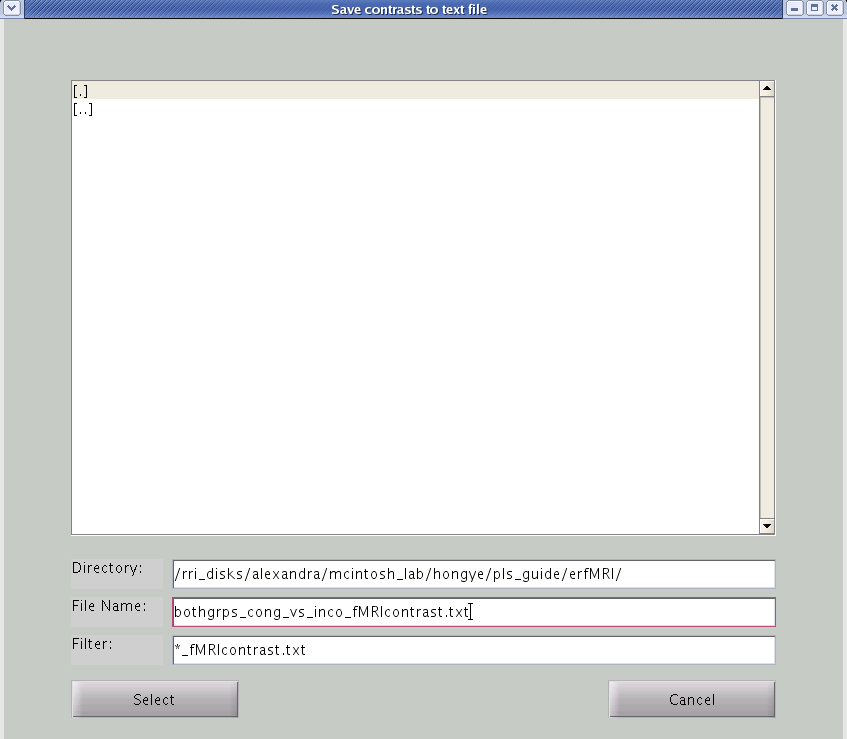 Save contrasts to text file
[.]
[..]
Directory: /rri_disks/alexandra/mcintosh_lab/hongye/pls_guide/erfMRI/
File Name: bothgrps_cong_vs_inco_fMRIcontrast.txt
Filter: *_fMRIcontrast.txt
Select Cancel